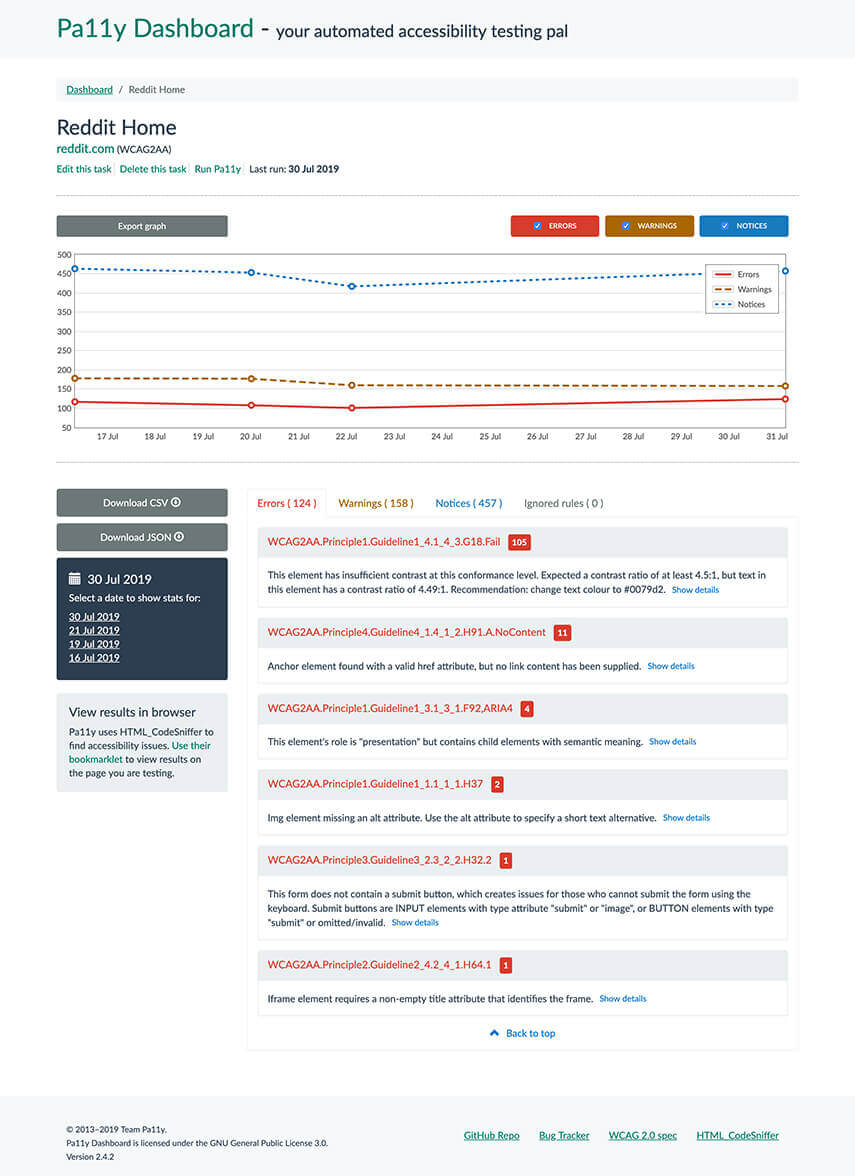 Pa11y Dashboard - your automated accessibility testing pal
Dashboard / Reddit Home
Reddit Home
reddit.com (WCAG2AA)
Edit this task Delete this task Run Pa11y Last run: 30 Jul 2019
Export graph
ERRORS
WARNINGS
NOTICES
500
450
400
350
300
250
200
150
100
50
Errors
Warnings
Notices
17 Jul 18 Jul 19 Jul 20 Jul 21 Jul 22 Jul 23 Jul 24 Jul 25 Jul 26 Jul 27 Jul 28 Jul 29 Jul 30 Jul 31 Jul
Download CSV
Download JSON
30 Jul 2019
Select a date to show stats for:
30 Jul 2019
21 Jul 2019
19 Jul 2019
16 Jul 2019
View results in browser
Pa11y uses HTML_CodeSniffer to
find accessibility issues. Use their
bookmarklet to view results on
the page you are testing.
Errors ( 124 ) Warnings ( 158 ) Notices ( 457 ) Ignored rules ( 0 )
WCAG2AA.Principle1.Guideline1_4.1_4_3.G18.Fail 105
This element has insufficient contrast at this conformance level. Expected a contrast ratio of at least 4.5:1, but text in
this element has a contrast ratio of 4.49:1. Recommendation: change text colour to #0079d2. Show details
WCAG2AA.Principle4.Guideline4_1.4_1_2.H91.A.NoContent 11
Anchor element found with a valid href attribute, but no link content has been supplied. Show details
WCAG2AA.Principle1.Guideline1_3.1_3_1.F92,ARIA4 4
This element's role is "presentation" but contains child elements with semantic meaning. Show details
WCAG2AA.Principle1.Guideline1_1.1_1_1.H37 2
Img element missing an alt attribute. Use the alt attribute to specify a short text alternative. Show details
WCAG2AA.Principle3.Guideline3_2.3_2_2.H32.2 1
This form does not contain a submit button, which creates issues for those who cannot submit the form using the
keyboard. Submit buttons are INPUT elements with type attribute "submit" or "image", or BUTTON elements with type
"submit" or omitted/invalid. Show details
WCAG2AA.Principle2.Guideline2_4.2_4_1.H64.1 1
Iframe element requires a non-empty title attribute that identifies the frame. Show details
Back to top
© 2013–2019 Team Pa11y.
Pa11y Dashboard is licensed under the GNU General Public License 3.0.
Version 2.4.2
GitHub Repo Bug Tracker WCAG 2.0 spec HTML_CodeSniffer